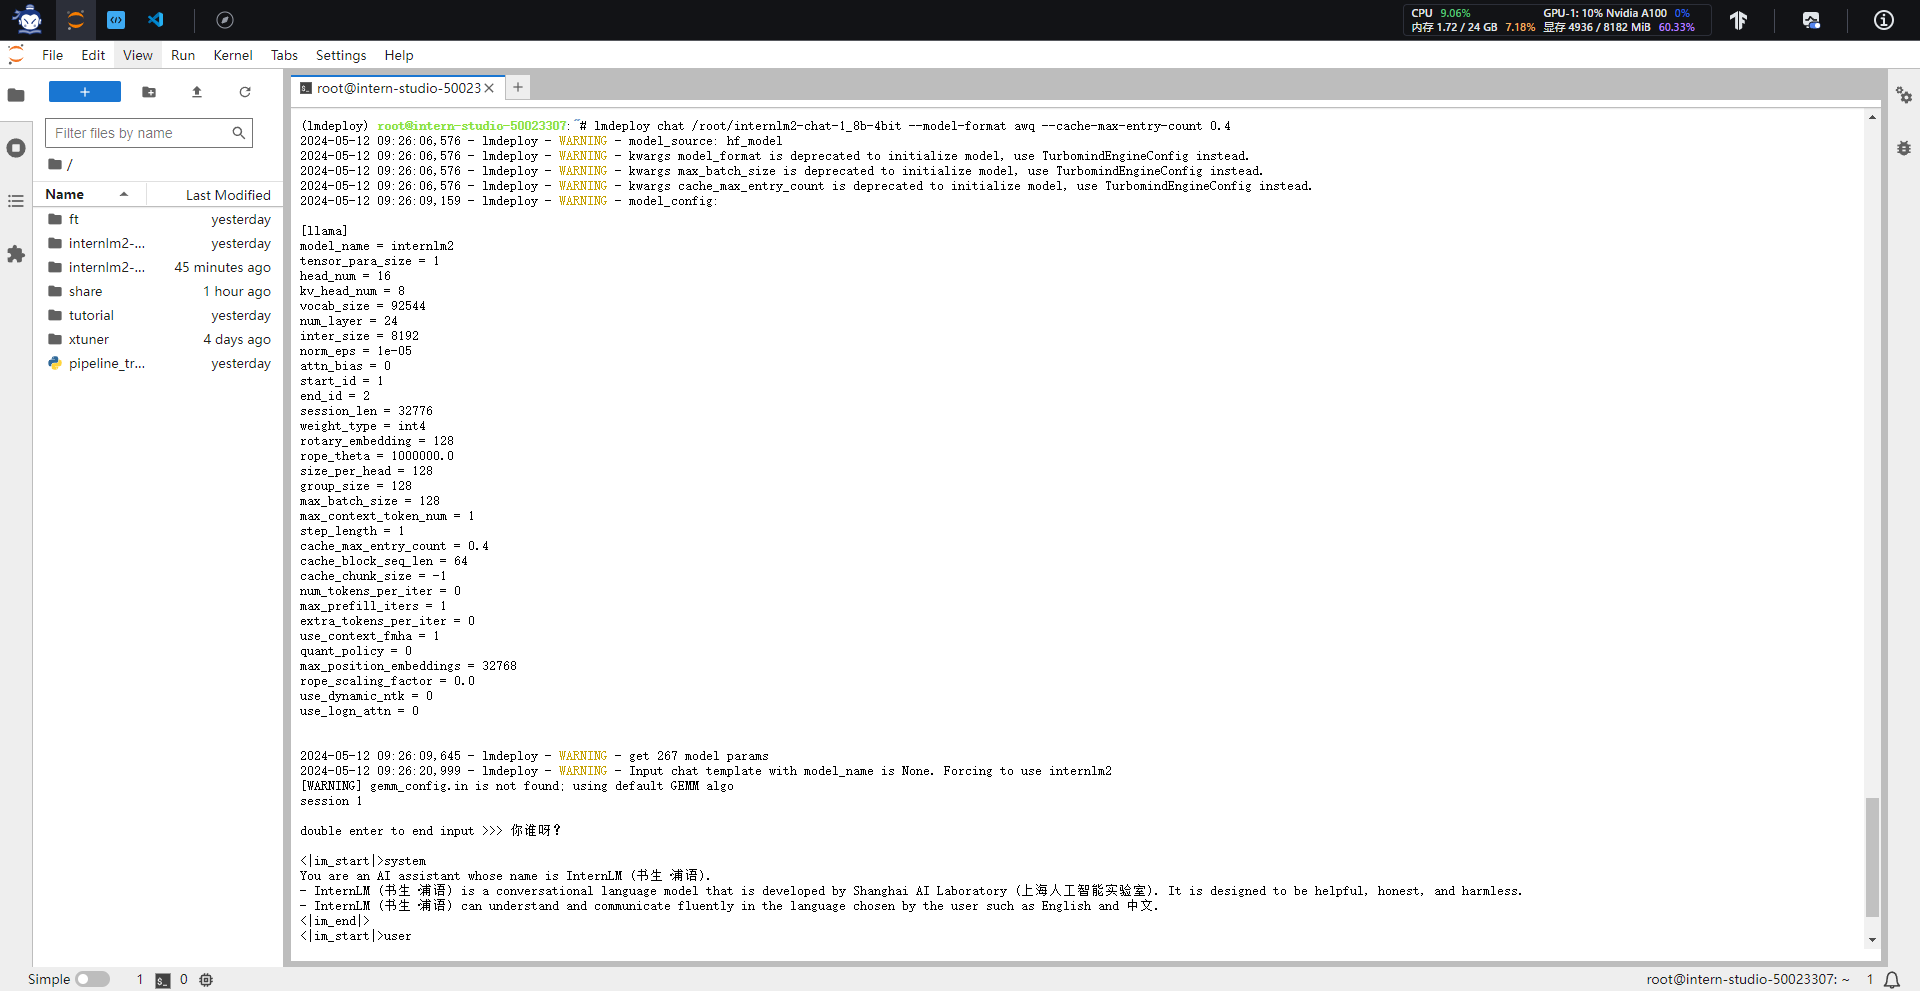 CPU 9.06% GPU-1: 10% Nvidia A100 0%
内存 1.72 / 24 GB 7.18% 显存 4936 / 8182 MiB 60.33%
File Edit View Run Kernel Tabs Settings Help
+
root@intern-studio-50023
Filter files by name
/
Name Last Modified
ft yesterday
internlm2-... yesterday
internlm2-... 45 minutes ago
share 1 hour ago
tutorial yesterday
xtuner 4 days ago
pipeline_tr... yesterday
(lmdeploy) root@intern-studio-50023307:~# lmdeploy chat /root/internlm2-chat-1_8b-4bit --model-format awq --cache-max-entry-count 0.4
2024-05-12 09:26:06,576 - lmdeploy - WARNING - model_source: hf_model
2024-05-12 09:26:06,576 - lmdeploy - WARNING - kwargs model_format is deprecated to initialize model, use TurbomindEngineConfig instead.
2024-05-12 09:26:06,576 - lmdeploy - WARNING - kwargs max_batch_size is deprecated to initialize model, use TurbomindEngineConfig instead.
2024-05-12 09:26:06,576 - lmdeploy - WARNING - kwargs cache_max_entry_count is deprecated to initialize model, use TurbomindEngineConfig instead.
2024-05-12 09:26:09,159 - lmdeploy - WARNING - model_config:
[llama]
model_name = internlm2
tensor_para_size = 1
head_num = 16
kv_head_num = 8
vocab_size = 92544
num_layer = 24
inter_size = 8192
norm_eps = 1e-05
attn_bias = 0
start_id = 1
end_id = 2
session_len = 32776
weight_type = int4
rotary_embedding = 128
rope_theta = 1000000.0
size_per_head = 128
group_size = 128
max_batch_size = 128
max_context_token_num = 1
step_length = 1
cache_max_entry_count = 0.4
cache_block_seq_len = 64
cache_chunk_size = -1
num_tokens_per_iter = 0
max_prefill_iters = 1
extra_tokens_per_iter = 0
use_context_fmha = 1
quant_policy = 0
max_position_embeddings = 32768
rope_scaling_factor = 0.0
use_dynamic_ntk = 0
use_logn_attn = 0
2024-05-12 09:26:09,645 - lmdeploy - WARNING - get 267 model params
2024-05-12 09:26:20,999 - lmdeploy - WARNING - Input chat template with model_name is None. Forcing to use internlm2
[WARNING] gemm_config.in is not found; using default GEMM algo
session 1
double enter to end input >>> 你谁呀？
<|im_start|>system
You are an AI assistant whose name is InternLM (书生·浦语).
- InternLM (书生·浦语) is a conversational language model that is developed by Shanghai AI Laboratory (上海人工智能实验室). It is designed to be helpful, honest, and harmless.
- InternLM (书生·浦语) can understand and communicate fluently in the language chosen by the user such as English and 中文.
<|im_end|>
<|im_start|>user
Simple 1 0 root@intern-studio-50023307: ~ 1